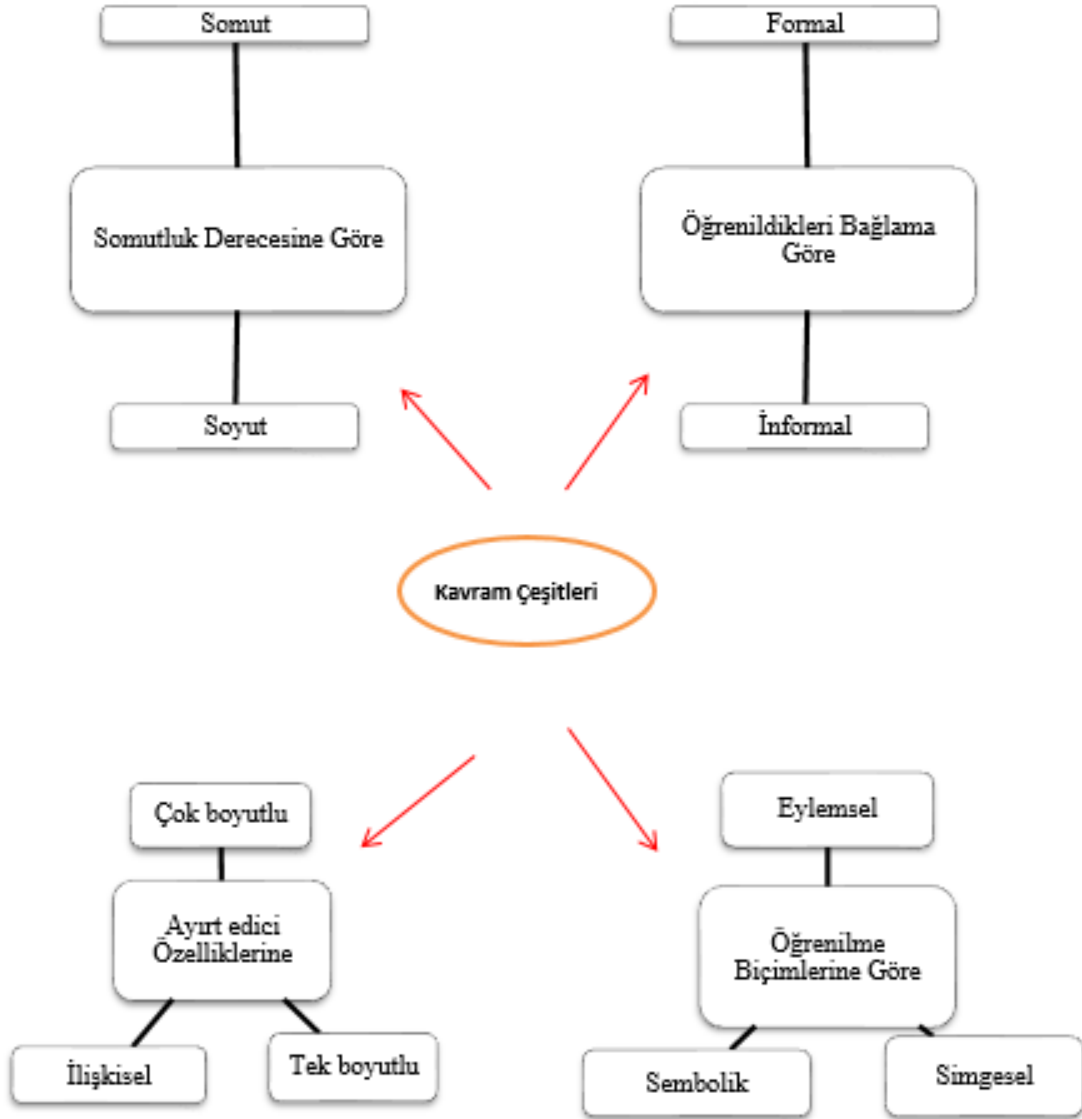 Somut
Formal
Somutluk Derecesine Göre
Öğrenildikleri Bağlama
Göre
Soyut
İnformal
Kavram Çeşitleri
Çok boyutlu
Eylemsel
Ayırt edici
Özelliklerine
Öğrenilme
Biçimlerine Göre
İlişkisel
Tek boyutlu
Sembolik
Simgesel